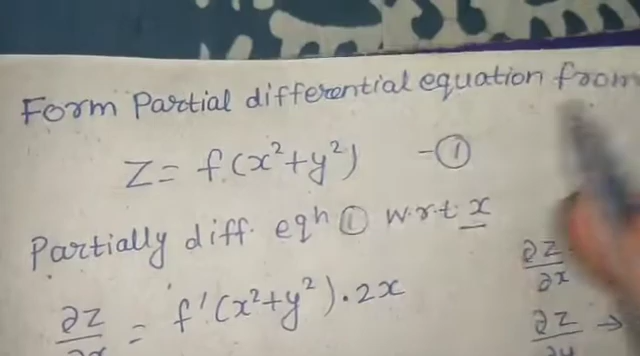 Form Partial differential equation from
Z = f(x²+y²) -①
Partially diff. eqn ① w.r.t. x
∂z/∂x = f'(x²+y²).2x
∂z/∂x
∂z/∂y →